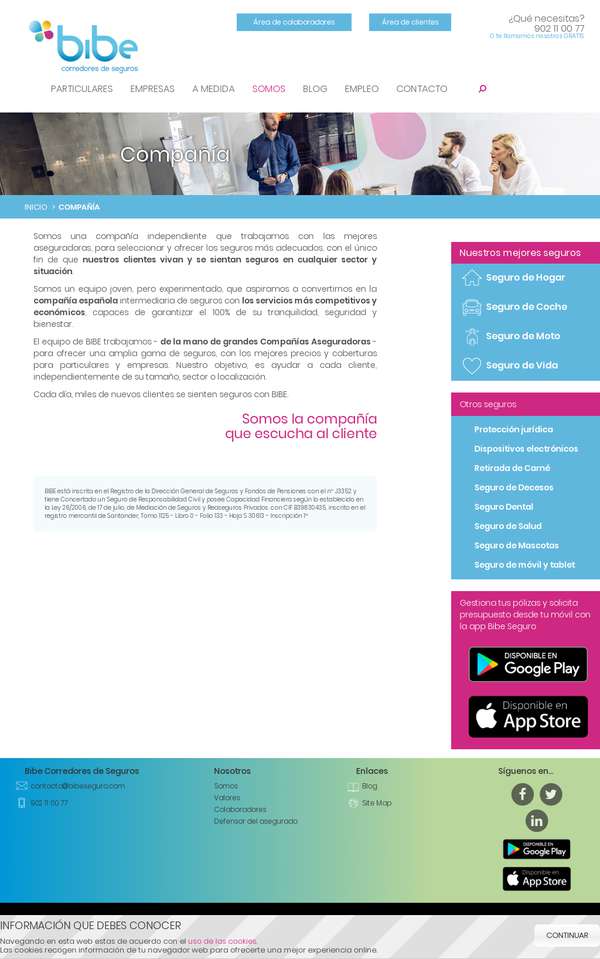 Área de colaboradores
Área de clientes
¿Qué necesitas?
902 11 00 77
O te llamamos nosotros GRATIS
bibe
corredores de seguros
PARTICULARES EMPRESAS A MEDIDA SOMOS BLOG EMPLEO CONTACTO
Compañía
INICIO > COMPAÑÍA
Somos una compañía independiente que trabajamos con las mejores
aseguradoras, para seleccionar y ofrecer los seguros más adecuados, con el único
fin de que nuestros clientes vivan y se sientan seguros en cualquier sector y
situación.
Somos un equipo joven, pero experimentado, que aspiramos a convertirnos en la
compañía española intermediaria de seguros con los servicios más competitivos y
económicos, capaces de garantizar el 100% de su tranquilidad, seguridad y
bienestar.
El equipo de BIBE trabajamos - de la mano de grandes Compañías Aseguradoras -
para ofrecer una amplia gama de seguros, con los mejores precios y coberturas
para particulares y empresas. Nuestro objetivo, es ayudar a cada cliente,
independientemente de su tamaño, sector o localización.
Cada día, miles de nuevos clientes se sienten seguros con BIBE.
Somos la compañía
que escucha al cliente
BIBE está inscrita en el Registro de la Dirección General de Seguros y Fondos de Pensiones con el nº J3352 y
tiene Concertado un Seguro de Responsabilidad Civil y posee Capacidad Financiera según lo establecido en
la Ley 26/2006, de 17 de julio, de Mediación de Seguros y Reaseguros Privados. con CIF B39630435, inscrita en el
registro mercantil de Santander, Tomo 1125 - Libro 0 - Folio 133 - Hoja S 30613 - Inscripción 1ª
Nuestros mejores seguros
Seguro de Hogar
Seguro de Coche
Seguro de Moto
Seguro de Vida
Otros seguros
Protección jurídica
Dispositivos electrónicos
Retirada de Carné
Seguro de Decesos
Seguro Dental
Seguro de Salud
Seguro de Mascotas
Seguro de móvil y tablet
Gestiona tus pólizas y solicita
presupuesto desde tu móvil con
la app Bibe Seguro
DISPONIBLE EN
Google Play
Disponible en
App Store
Bibe Corredores de Seguros
contacto@bibeseguro.com
902 11 00 77
Nosotros
Somos
Valores
Colaboradores
Defensor del asegurado
Enlaces
Blog
Site Map
Síguenos en...
DISPONIBLE EN
Google Play
Disponible en
App Store
INFORMACIÓN QUE DEBES CONOCER
Navegando en esta web estas de acuerdo con el uso de las cookies.
Las cookies recogen información de tu navegador web para ofrecerte una mejor experiencia online.
CONTINUAR